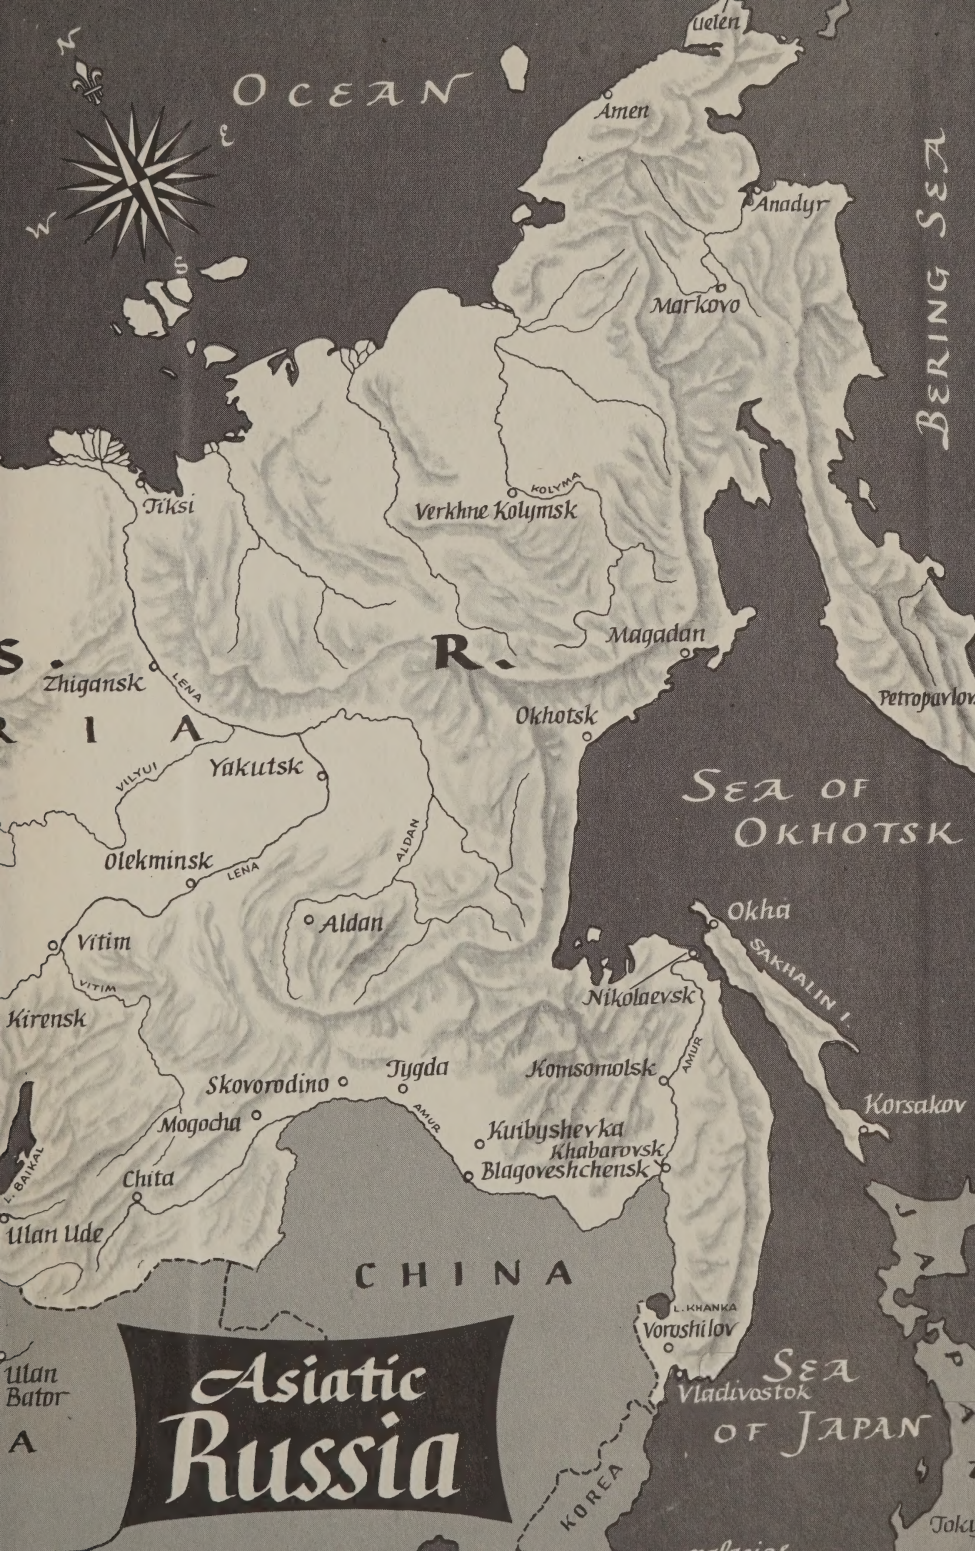 uelen
N
OCEAN
Amen
E
BERING SEA
W
Anadyr
S
Markovo
KOLYMA
Tiksi
Verkhne Kolymsk
S. R.
Magadan
Zhigansk
LENA
Petropavlov
R I A
Okhotsk
VILYUI
Yakutsk
SEA OF
OKHOTSK
ALDAN
Olekminsk
LENA
Okha
Aldan
Vitim
SAKHALIN I.
VITIM
Nikolaevsk
Kirensk
AMUR
Tygda
Komsomolsk
Skovorodino
AMUR
Korsakov
Mogocha
Kuibyshevka
Khabarovsk
Blagoveshchensk
L. BAIKAL
Chita
Ulan Ude
CHINA
J A P A
L. KHANKA
Voroshilov
Asiatic
Russia
SEA
OF JAPAN
Vladivostok
Ulan
Bator
A
KOREA
Toky